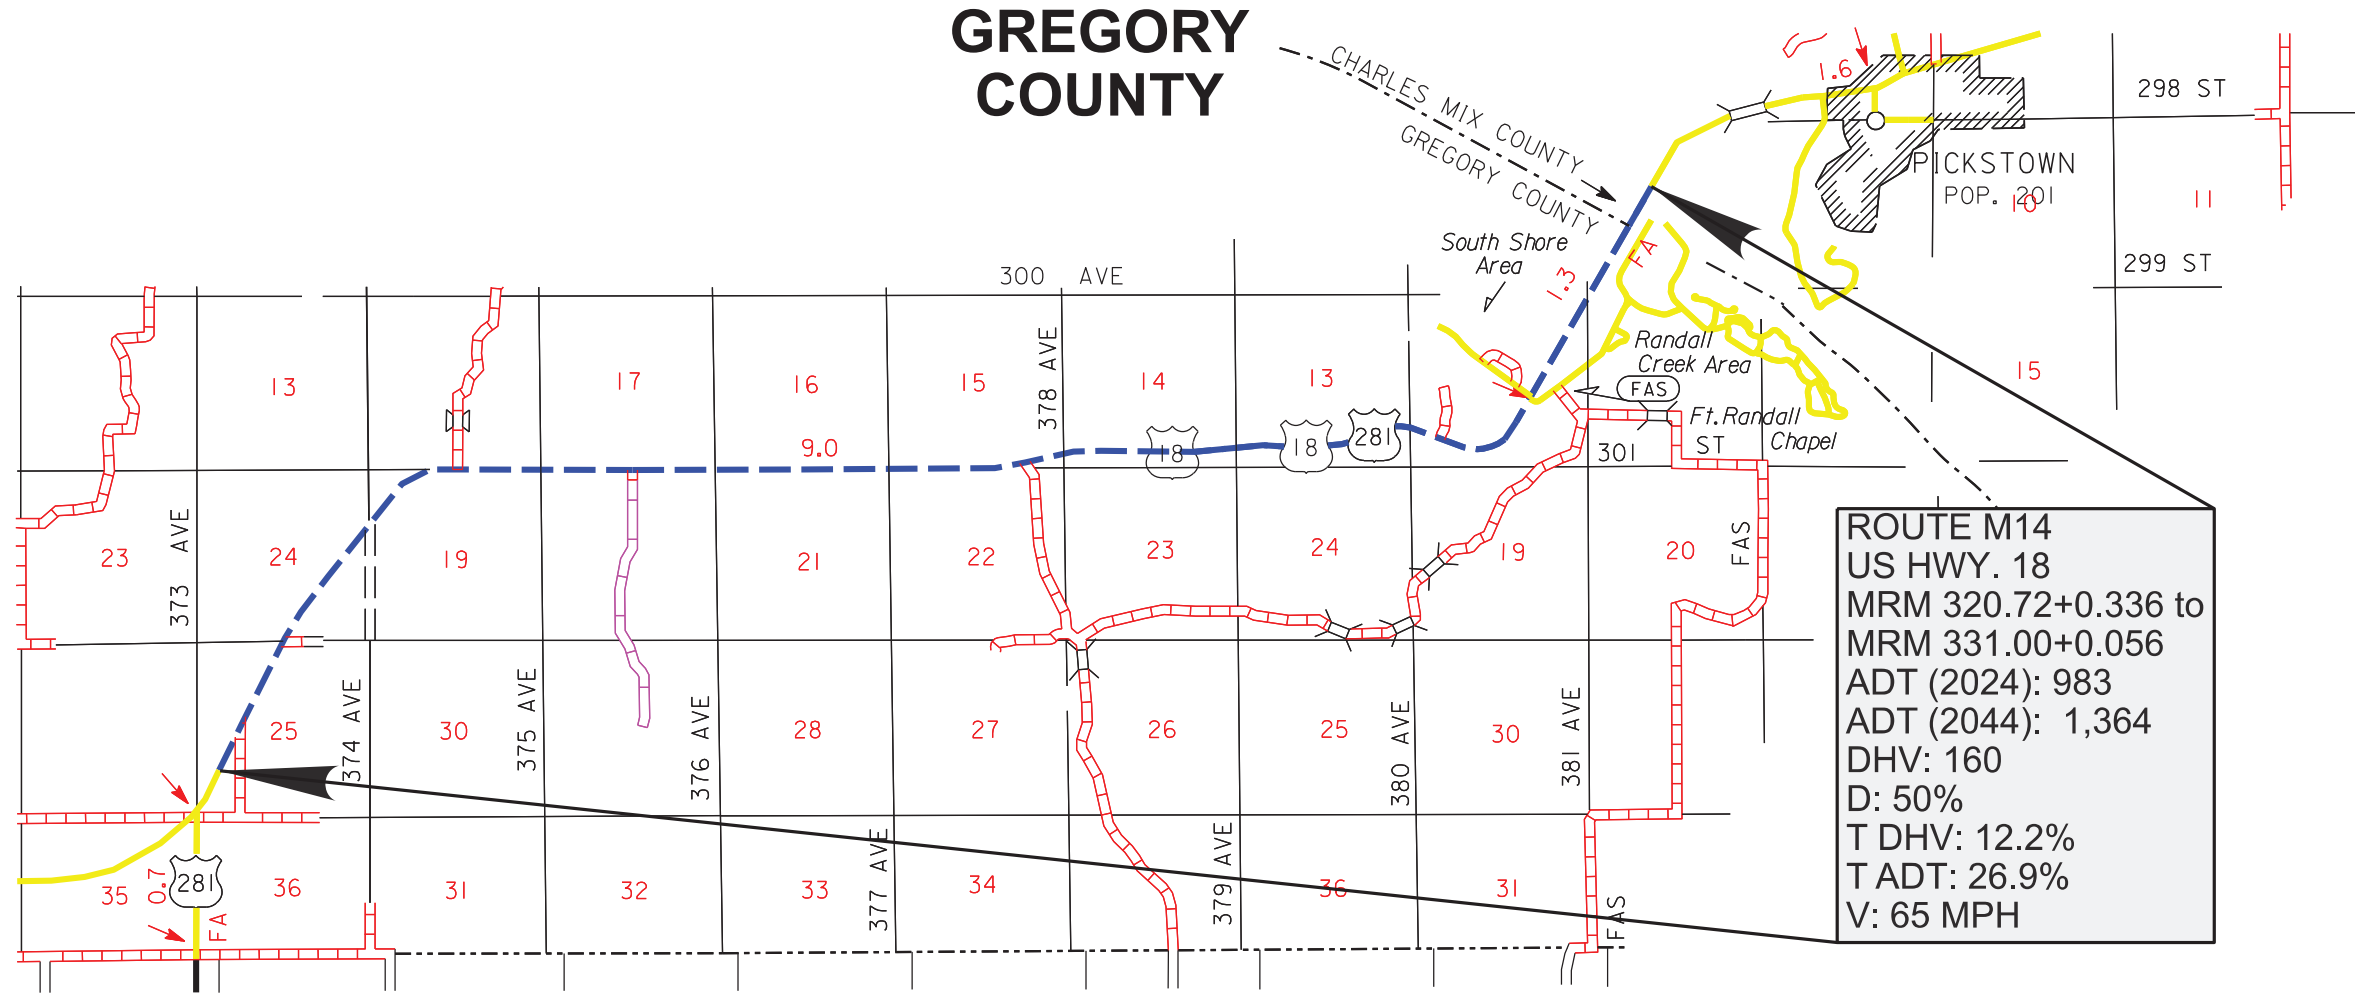 GREGORY
COUNTY
CHARLES MIX COUNTY
GREGORY COUNTY
1.6
298 ST
PICKSTOWN
POP. 201
10
11
299 ST
South Shore
Area
1.3
FA
300 AVE
378 AVE
13
17
16
15
14
13
9.0
18
18
281
Randall
Creek Area
FAS
Ft.Randall
Chapel
301 ST
15
373 AVE
23
24
19
21
22
23
24
19
20
FAS
374 AVE
375 AVE
376 AVE
25
30
28
27
26
25
30
380 AVE
381 AVE
0.7
281
FA
35
36
31
32
33
377 AVE
34
379 AVE
36
31
FAS
ROUTE M14
US HWY. 18
MRM 320.72+0.336 to
MRM 331.00+0.056
ADT (2024): 983
ADT (2044): 1,364
DHV: 160
D: 50%
T DHV: 12.2%
T ADT: 26.9%
V: 65 MPH